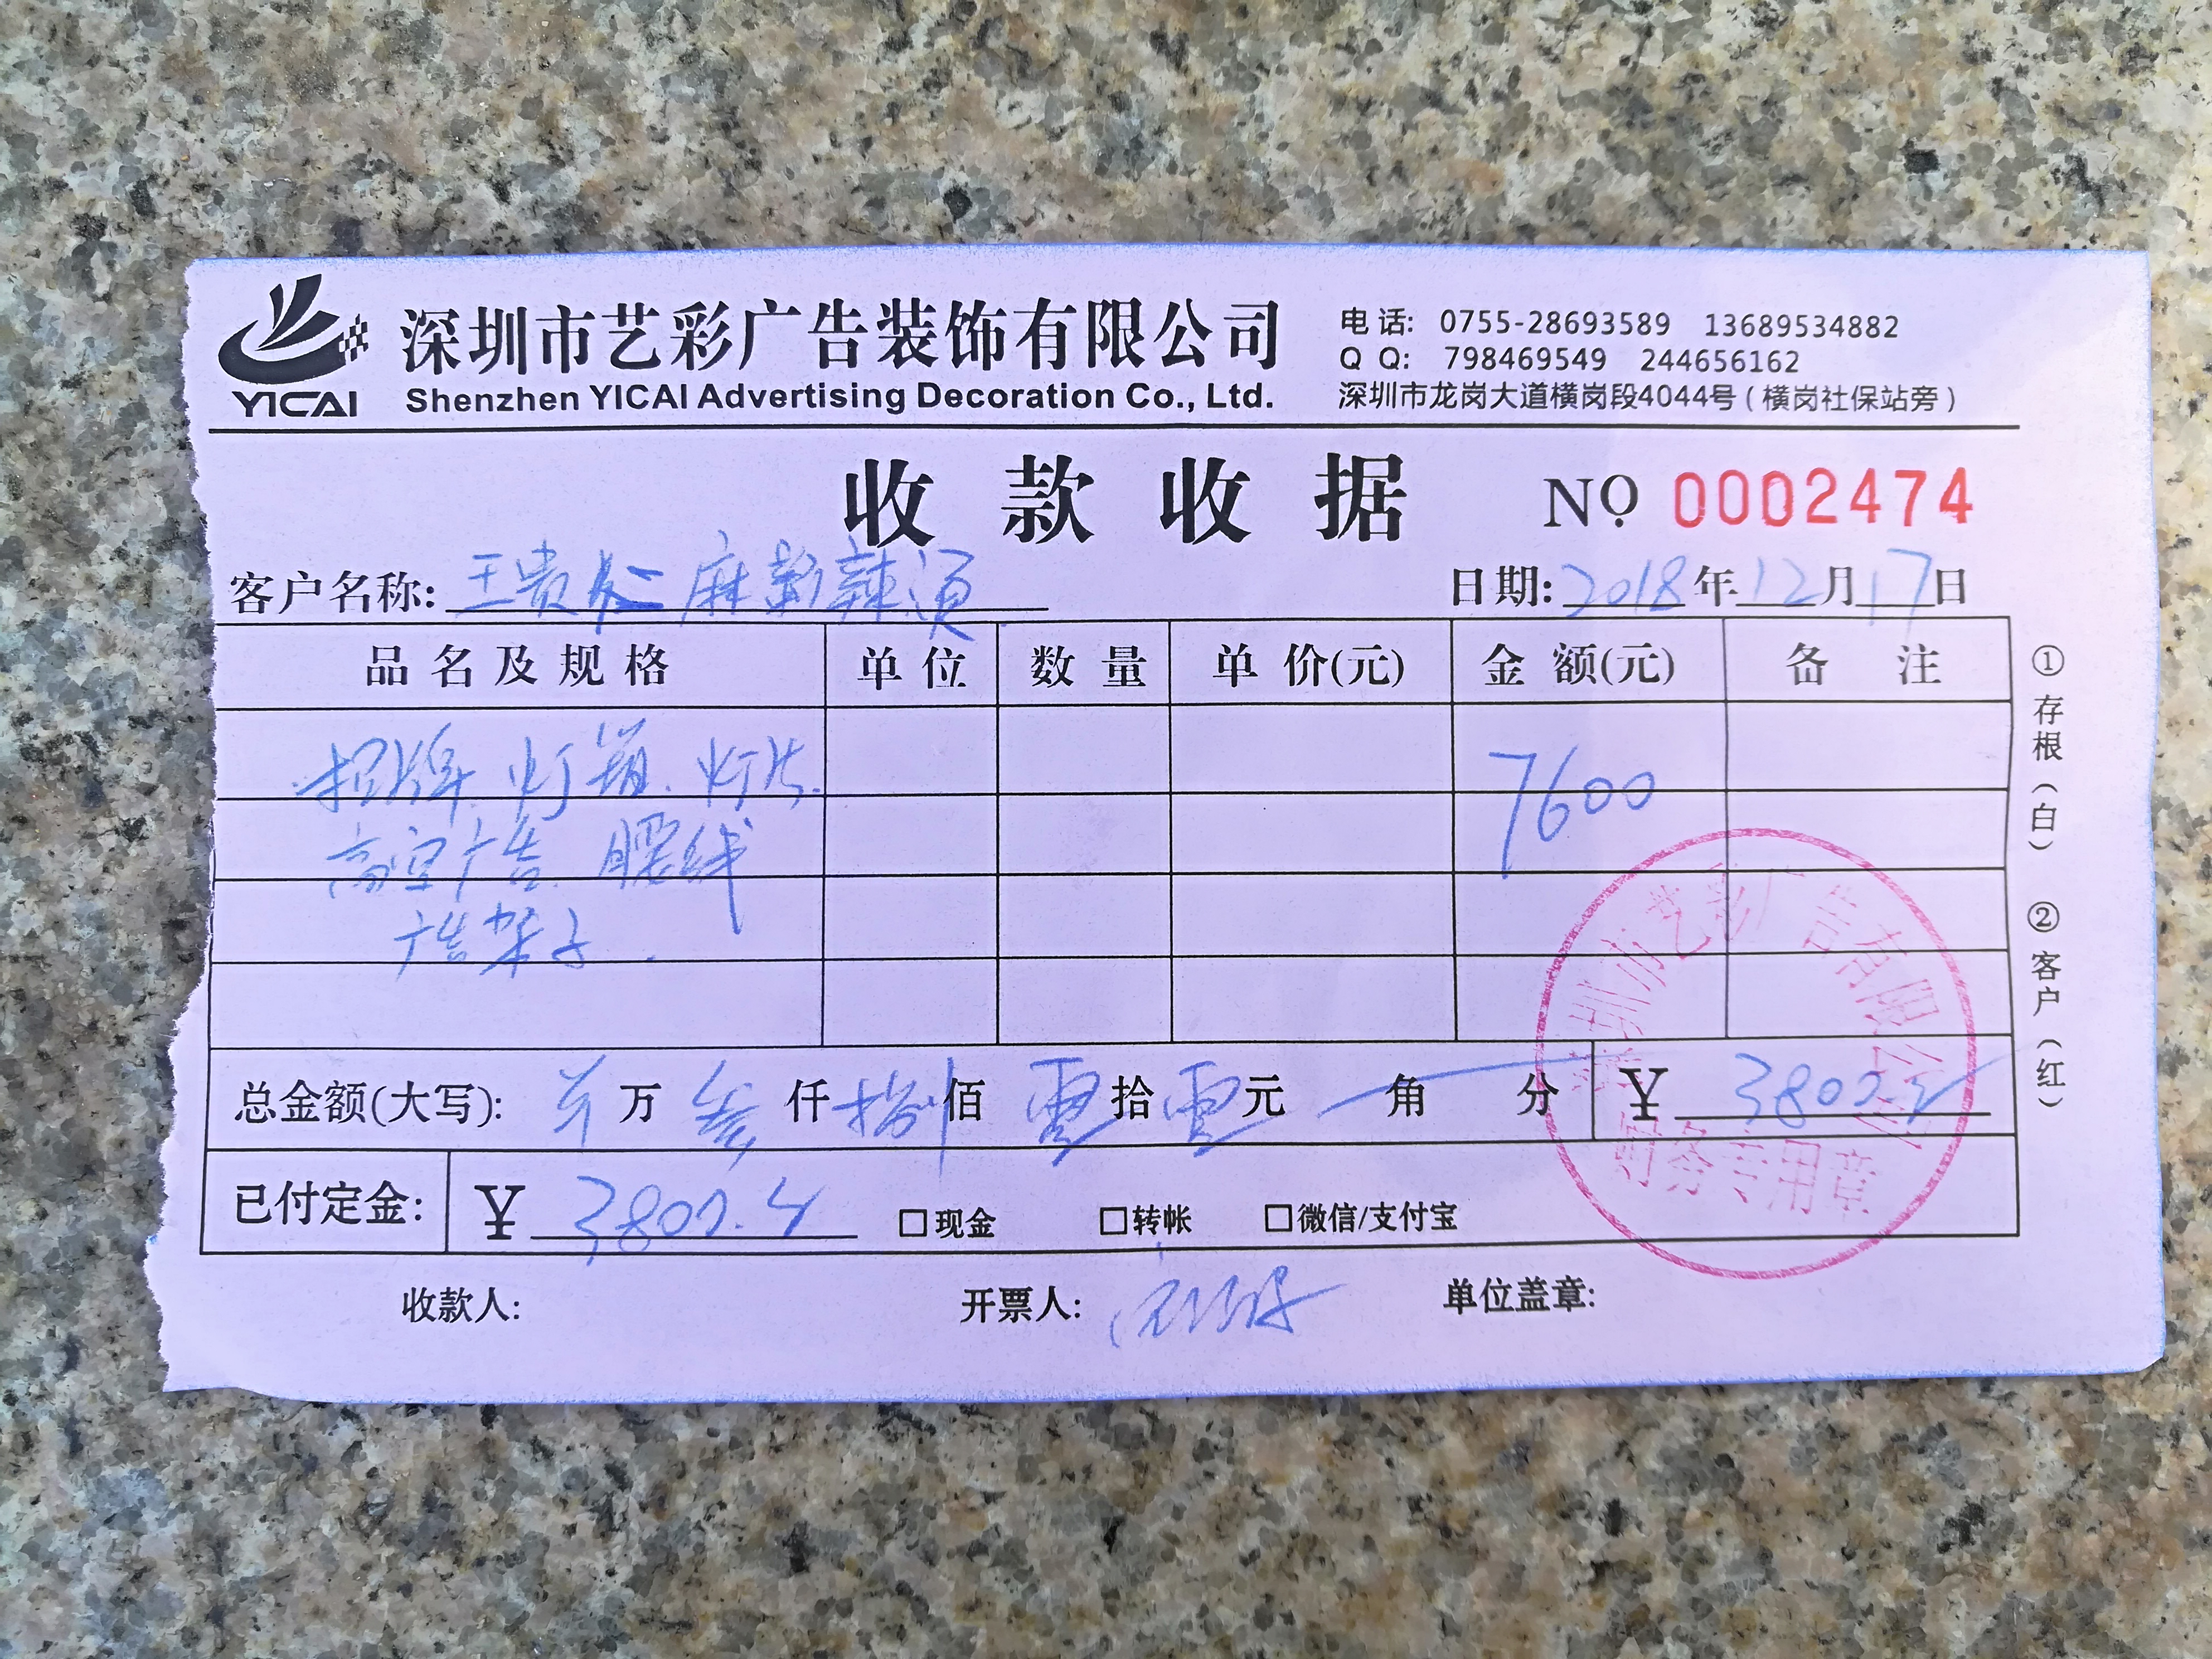 YICAI
深圳市艺彩广告装饰有限公司
Shenzhen YICAI Advertising Decoration Co., Ltd.
电话: 0755-28693589 13689534882
Q Q: 798469549 244656162
深圳市龙岗大道横岗段4044号(横岗社保站旁)
收款收据 No 0002474
客户名称: 王贵 麻 辣烫 日期: 2018年12月17日
品名及规格 单位 数量 单价(元) 金额(元) 备注
招牌.灯箱.灯片. 7600
高空广告.腰线
广告架子.
总金额(大写): 万 叁仟捌佰零拾零元 角 分 ¥ 3800.
已付定金: ¥ 3800. □现金 □转帐 □微信/支付宝
收款人: 开票人: 单位盖章:
①存根(白) ②客户(红)
深圳市艺彩广告有限公司
财务专用章